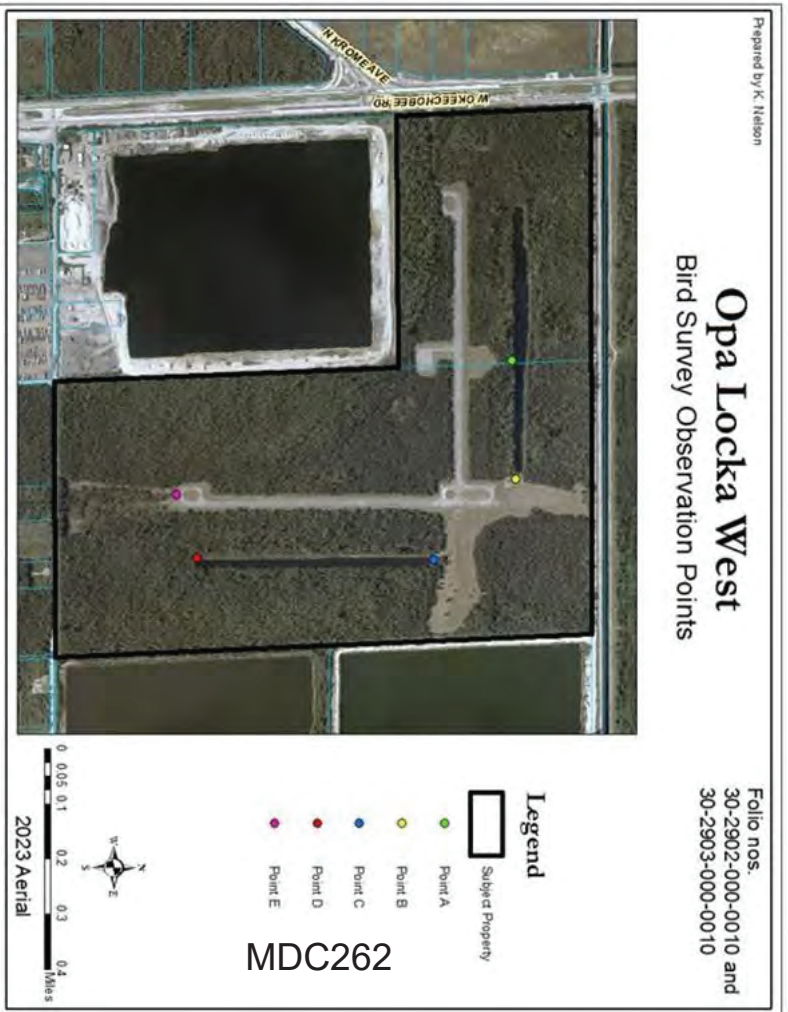 Opa Locka West
Bird Survey Observation Points
Prepared by K. Nelson
Folio nos.
30-2902-000-0010 and
30-2903-000-0010
N KROME AVE
W OKEECHOBEE RD
Legend
Subject Property
Point A
Point B
Point C
Point D
Point E
N
W
E
S
0 0.05 0.1 0.2 0.3 0.4
Miles
2023 Aerial
MDC262